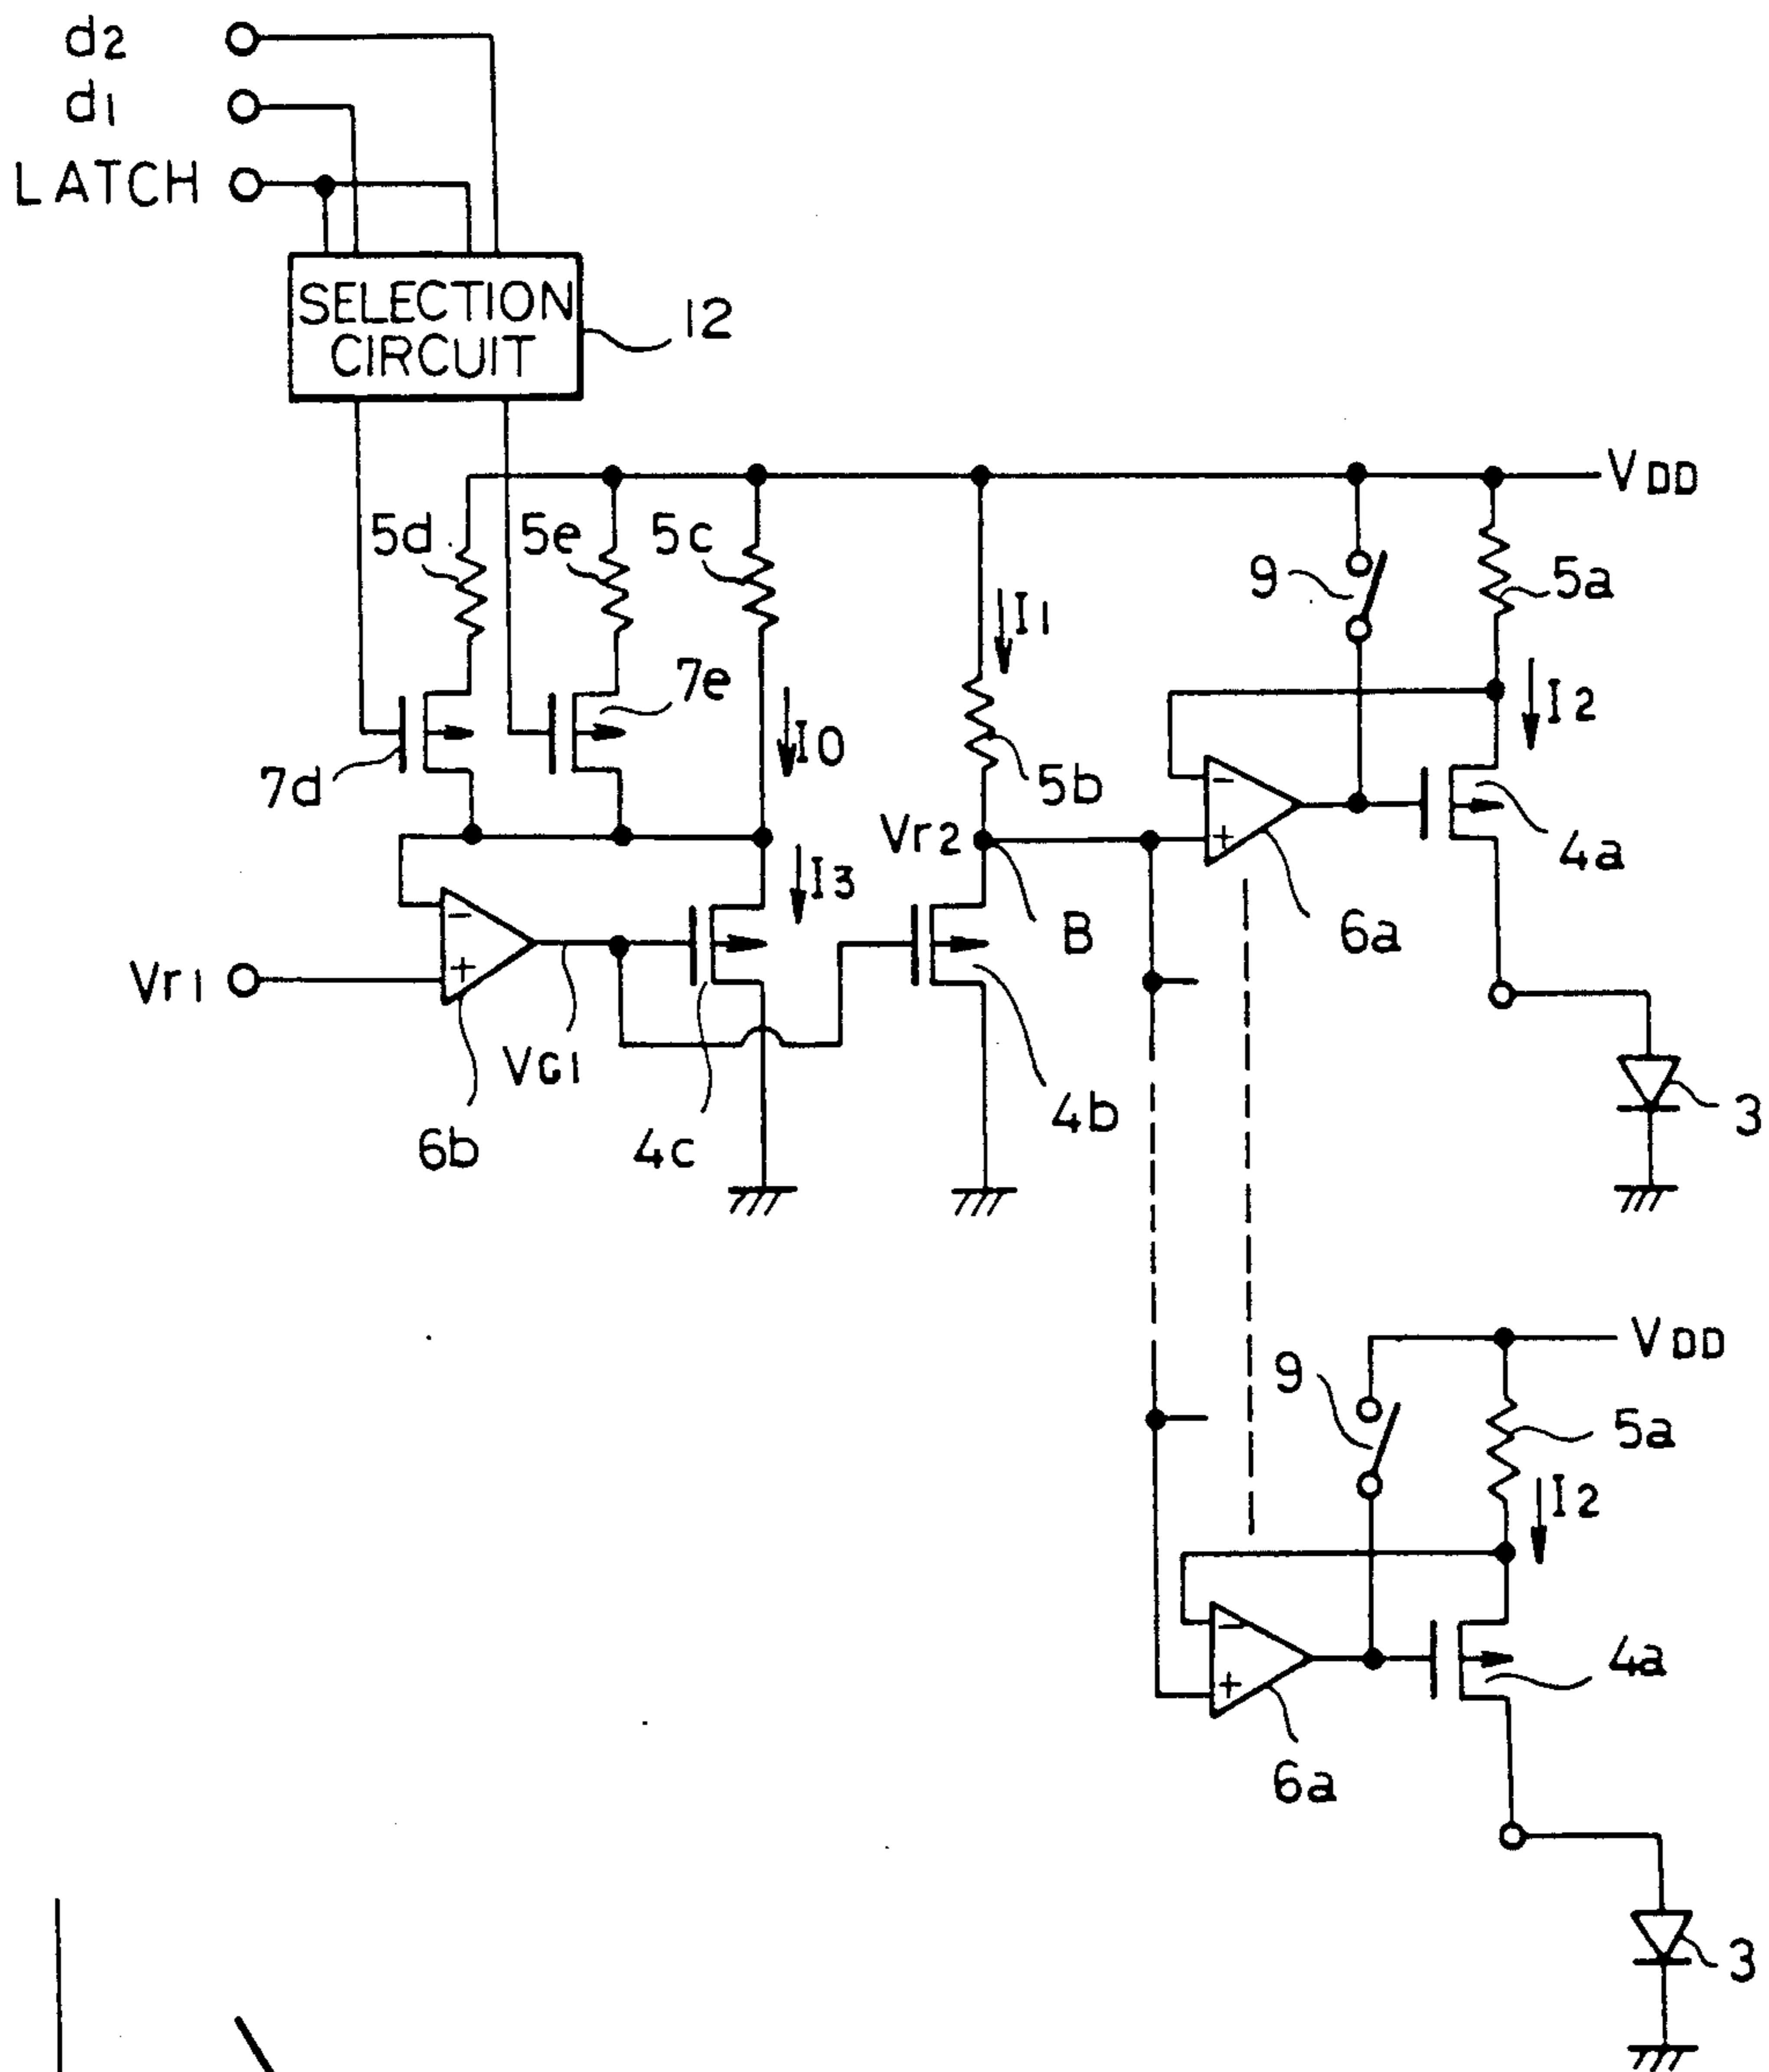 d2
d1
LATCH
SELECTION
CIRCUIT
12
VDD
5d
5e
5c
9
5a
I1
7e
I2
I0
7d
5b
Vr2
4a
I3
B
6a
Vr1
VG1
4b
3
6b
4c
VDD
9
5a
I2
4a
6a
3